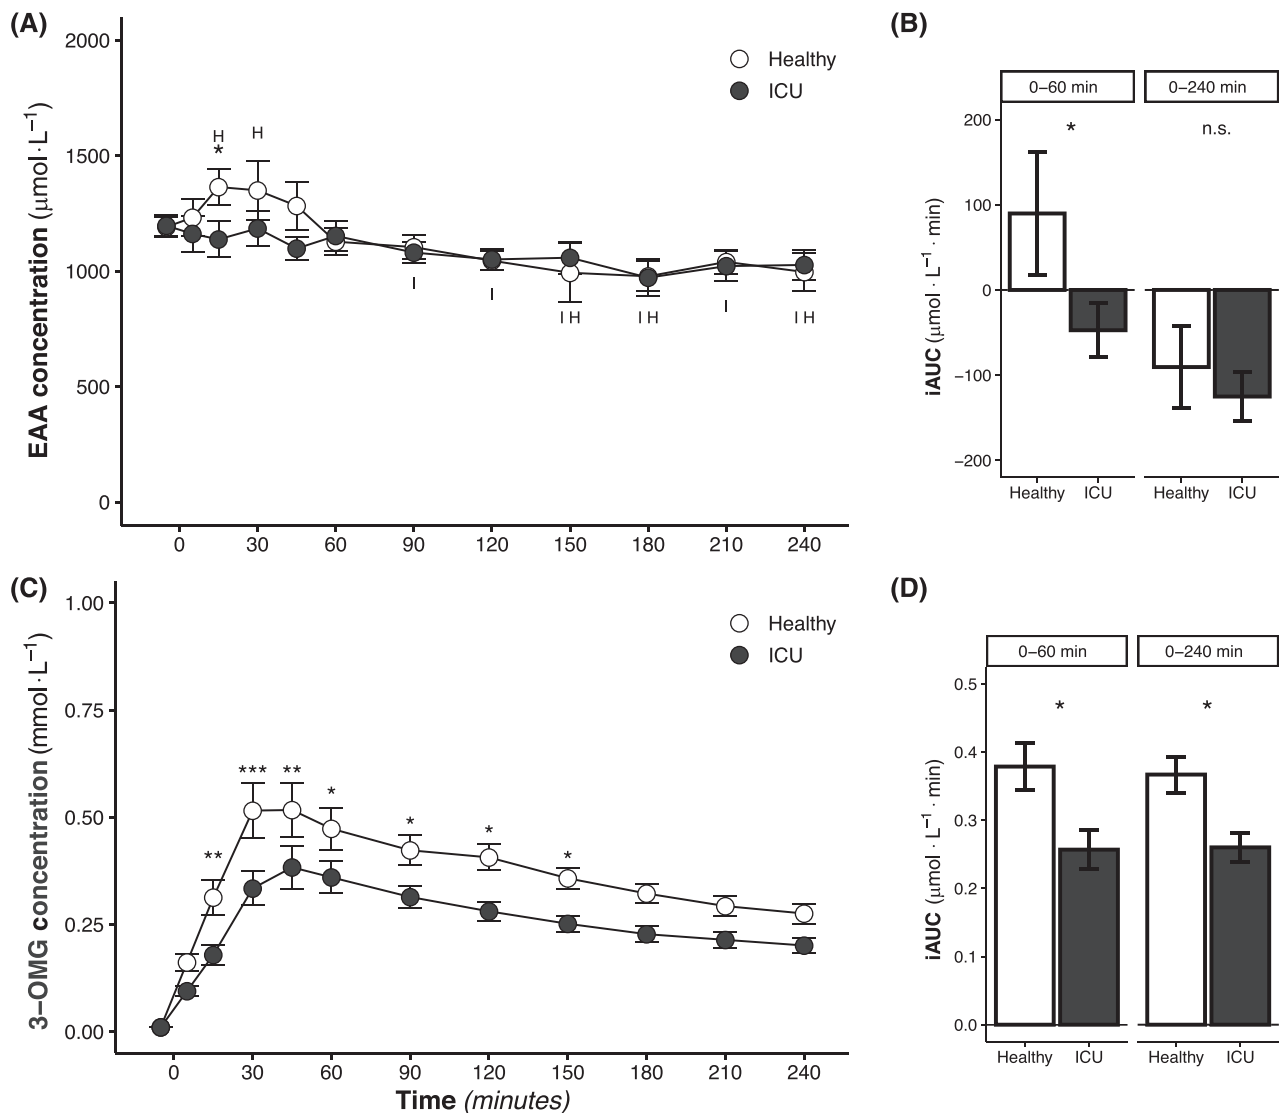 (A)
EAA concentration (μmol·L−1)
2000
1500
1000
500
0
Healthy
ICU
H
*
H
I
I
I H
I H
I
I H
0 30 60 90 120 150 180 210 240
(B)
iAUC (μmol · L−1 · min)
0−60 min 0−240 min
* n.s.
200
100
0
−100
−200
Healthy ICU Healthy ICU
(C)
3−OMG concentration (mmol·L−1)
1.00
0.75
0.50
0.25
0.00
Healthy
ICU
**
***
**
*
*
*
*
0 30 60 90 120 150 180 210 240
Time (minutes)
(D)
iAUC (μmol · L−1 · min)
0−60 min 0−240 min
* *
0.5
0.4
0.3
0.2
0.1
0.0
Healthy ICU Healthy ICU